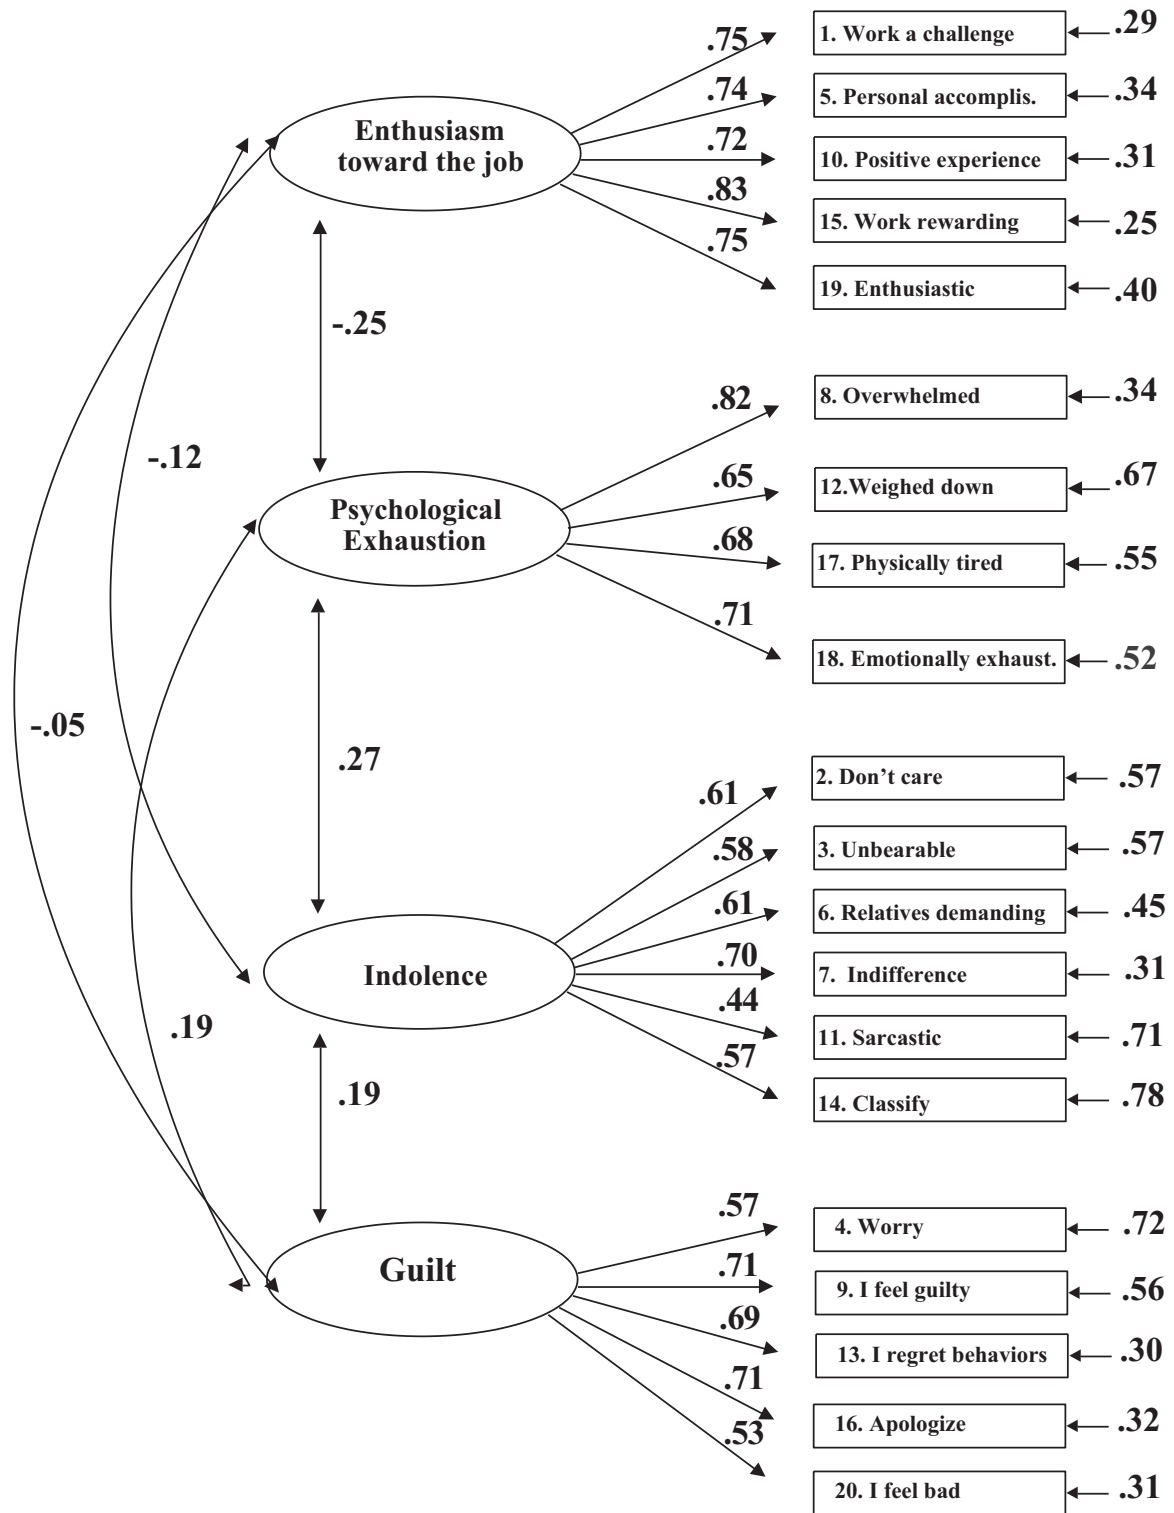 .75
1. Work a challenge
.29
.74
5. Personal accomplis.
.34
Enthusiasm
toward the job
.72
10. Positive experience
.31
.83
15. Work rewarding
.25
.75
19. Enthusiastic
.40
-.25
.82
8. Overwhelmed
.34
-.12
.65
12.Weighed down
.67
Psychological
Exhaustion
.68
17. Physically tired
.55
.71
18. Emotionally exhaust.
.52
-.05
.27
.61
2. Don’t care
.57
.58
3. Unbearable
.57
.61
6. Relatives demanding
.45
Indolence
.70
7. Indifference
.31
.44
11. Sarcastic
.71
.19
.57
14. Classify
.78
.19
.57
4. Worry
.72
Guilt
.71
9. I feel guilty
.56
.69
13. I regret behaviors
.30
.71
16. Apologize
.32
.53
20. I feel bad
.31